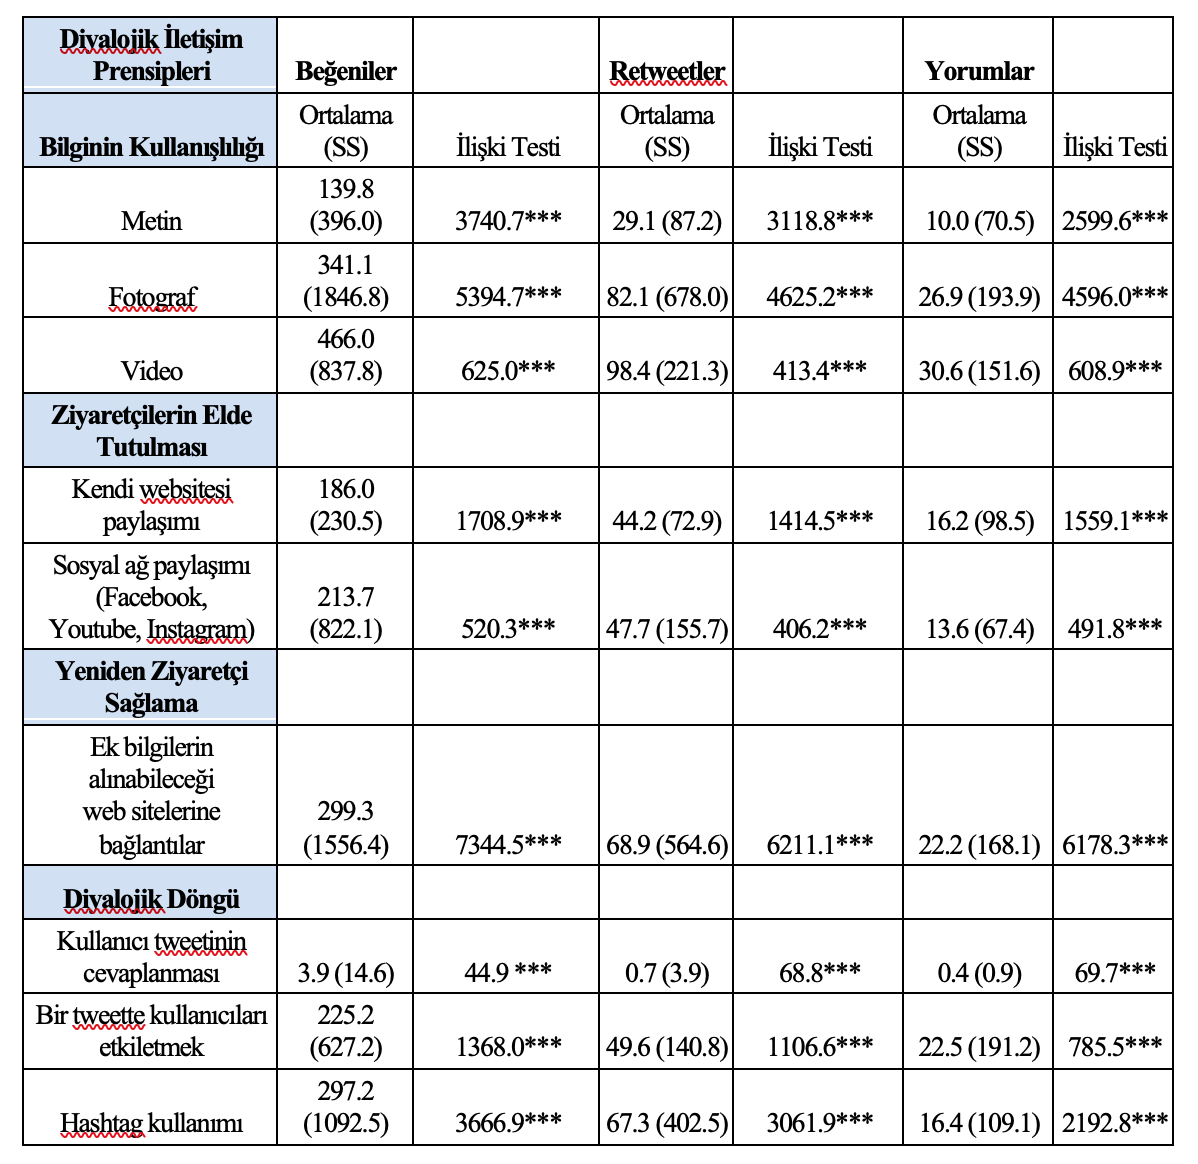 Diyalojik İletişim
Prensipleri
Beğeniler
Retweetler
Yorumlar
Bilginin Kullanışlılığı
Ortalama
(SS)
İlişki Testi
Ortalama
(SS)
İlişki Testi
Ortalama
(SS)
İlişki Testi
Metin
139.8
(396.0)
3740.7***
29.1 (87.2)
3118.8***
10.0 (70.5)
2599.6***
Fotograf
341.1
(1846.8)
5394.7***
82.1 (678.0)
4625.2***
26.9 (193.9)
4596.0***
Video
466.0
(837.8)
625.0***
98.4 (221.3)
413.4***
30.6 (151.6)
608.9***
Ziyaretçilerin Elde
Tutulması
Kendi websitesi
paylaşımı
186.0
(230.5)
1708.9***
44.2 (72.9)
1414.5***
16.2 (98.5)
1559.1***
Sosyal ağ paylaşımı
(Facebook,
Youtube, Instagram)
213.7
(822.1)
520.3***
47.7 (155.7)
406.2***
13.6 (67.4)
491.8***
Yeniden Ziyaretçi
Sağlama
Ek bilgilerin
alınabileceği
web sitelerine
bağlantılar
299.3
(1556.4)
7344.5***
68.9 (564.6)
6211.1***
22.2 (168.1)
6178.3***
Diyalojik Döngü
Kullanıcı tweetinin
cevaplanması
3.9 (14.6)
44.9 ***
0.7 (3.9)
68.8***
0.4 (0.9)
69.7***
Bir tweette kullanıcıları
etkiletmek
225.2
(627.2)
1368.0***
49.6 (140.8)
1106.6***
22.5 (191.2)
785.5***
Hashtag kullanımı
297.2
(1092.5)
3666.9***
67.3 (402.5)
3061.9***
16.4 (109.1)
2192.8***